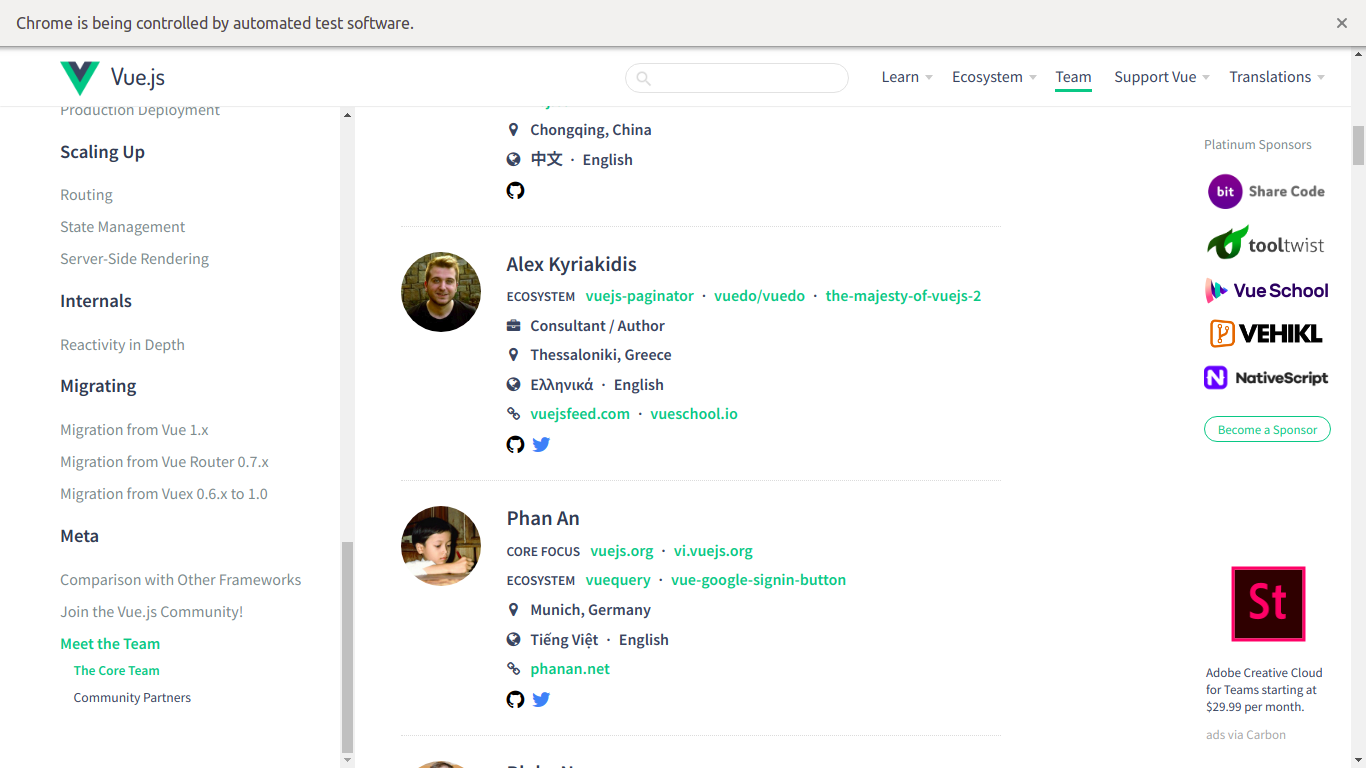 Chrome is being controlled by automated test software.
Vue.js
Learn
Ecosystem
Team
Support Vue
Translations
Production Deployment
Scaling Up
Routing
State Management
Server-Side Rendering
Internals
Reactivity in Depth
Migrating
Migration from Vue 1.x
Migration from Vue Router 0.7.x
Migration from Vuex 0.6.x to 1.0
Meta
Comparison with Other Frameworks
Join the Vue.js Community!
Meet the Team
The Core Team
Community Partners
Chongqing, China
中文 · English
Alex Kyriakidis
ECOSYSTEM vuejs-paginator · vuedo/vuedo · the-majesty-of-vuejs-2
Consultant / Author
Thessaloniki, Greece
Ελληνικά · English
vuejsfeed.com · vueschool.io
Phan An
CORE FOCUS vuejs.org · vi.vuejs.org
ECOSYSTEM vuequery · vue-google-signin-button
Munich, Germany
Tiếng Việt · English
phanan.net
Platinum Sponsors
bit Share Code
tooltwist
Vue School
VEHIKL
NativeScript
Become a Sponsor
St
Adobe Creative Cloud
for Teams starting at
$29.99 per month.
ads via Carbon